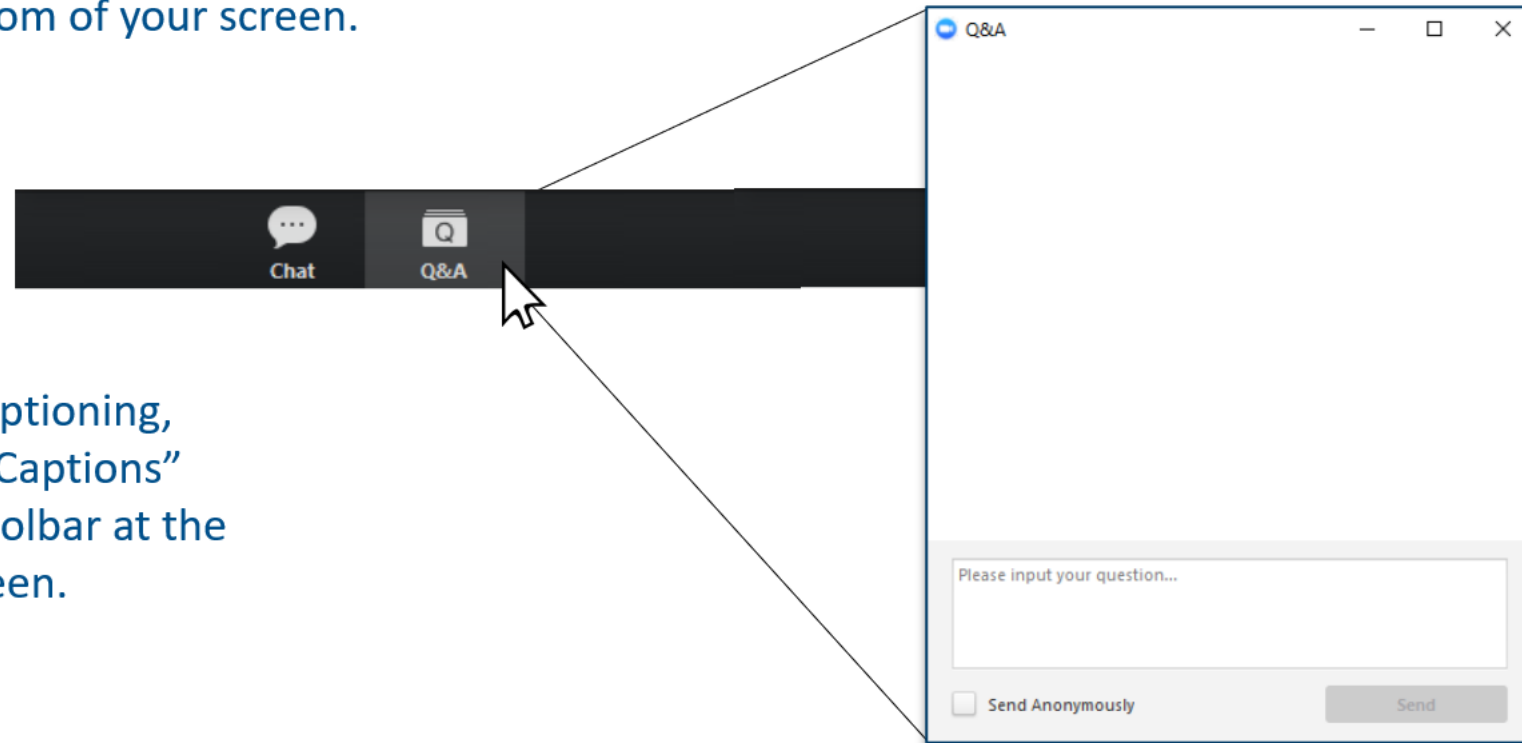 om of your screen.
Q&A
Chat
Q
Q&A
ptioning,
Captions”
olbar at the
een.
Please input your question...
Send Anonymously
Send